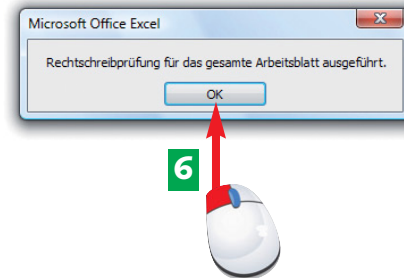 Microsoft Office Excel
Rechtschreibprüfung für das gesamte Arbeitsblatt ausgeführt.
OK
6